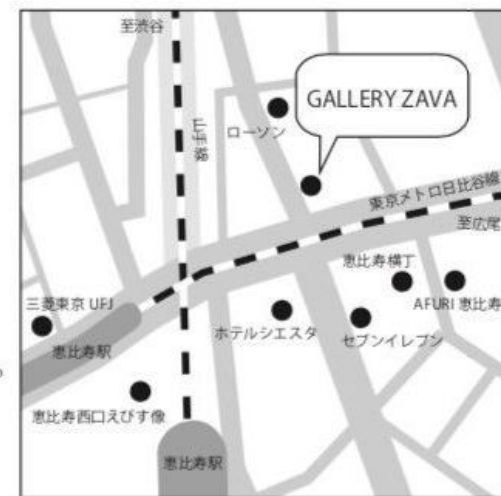 至渋谷
山手線
ローソン
GALLERY ZAVA
東京メトロ日比谷線
至広尾
恵比寿横丁
AFURI 恵比寿
三菱東京 UFJ
恵比寿駅
ホテルシエスタ
セブンイレブン
恵比寿西口えびす像
恵比寿駅
。